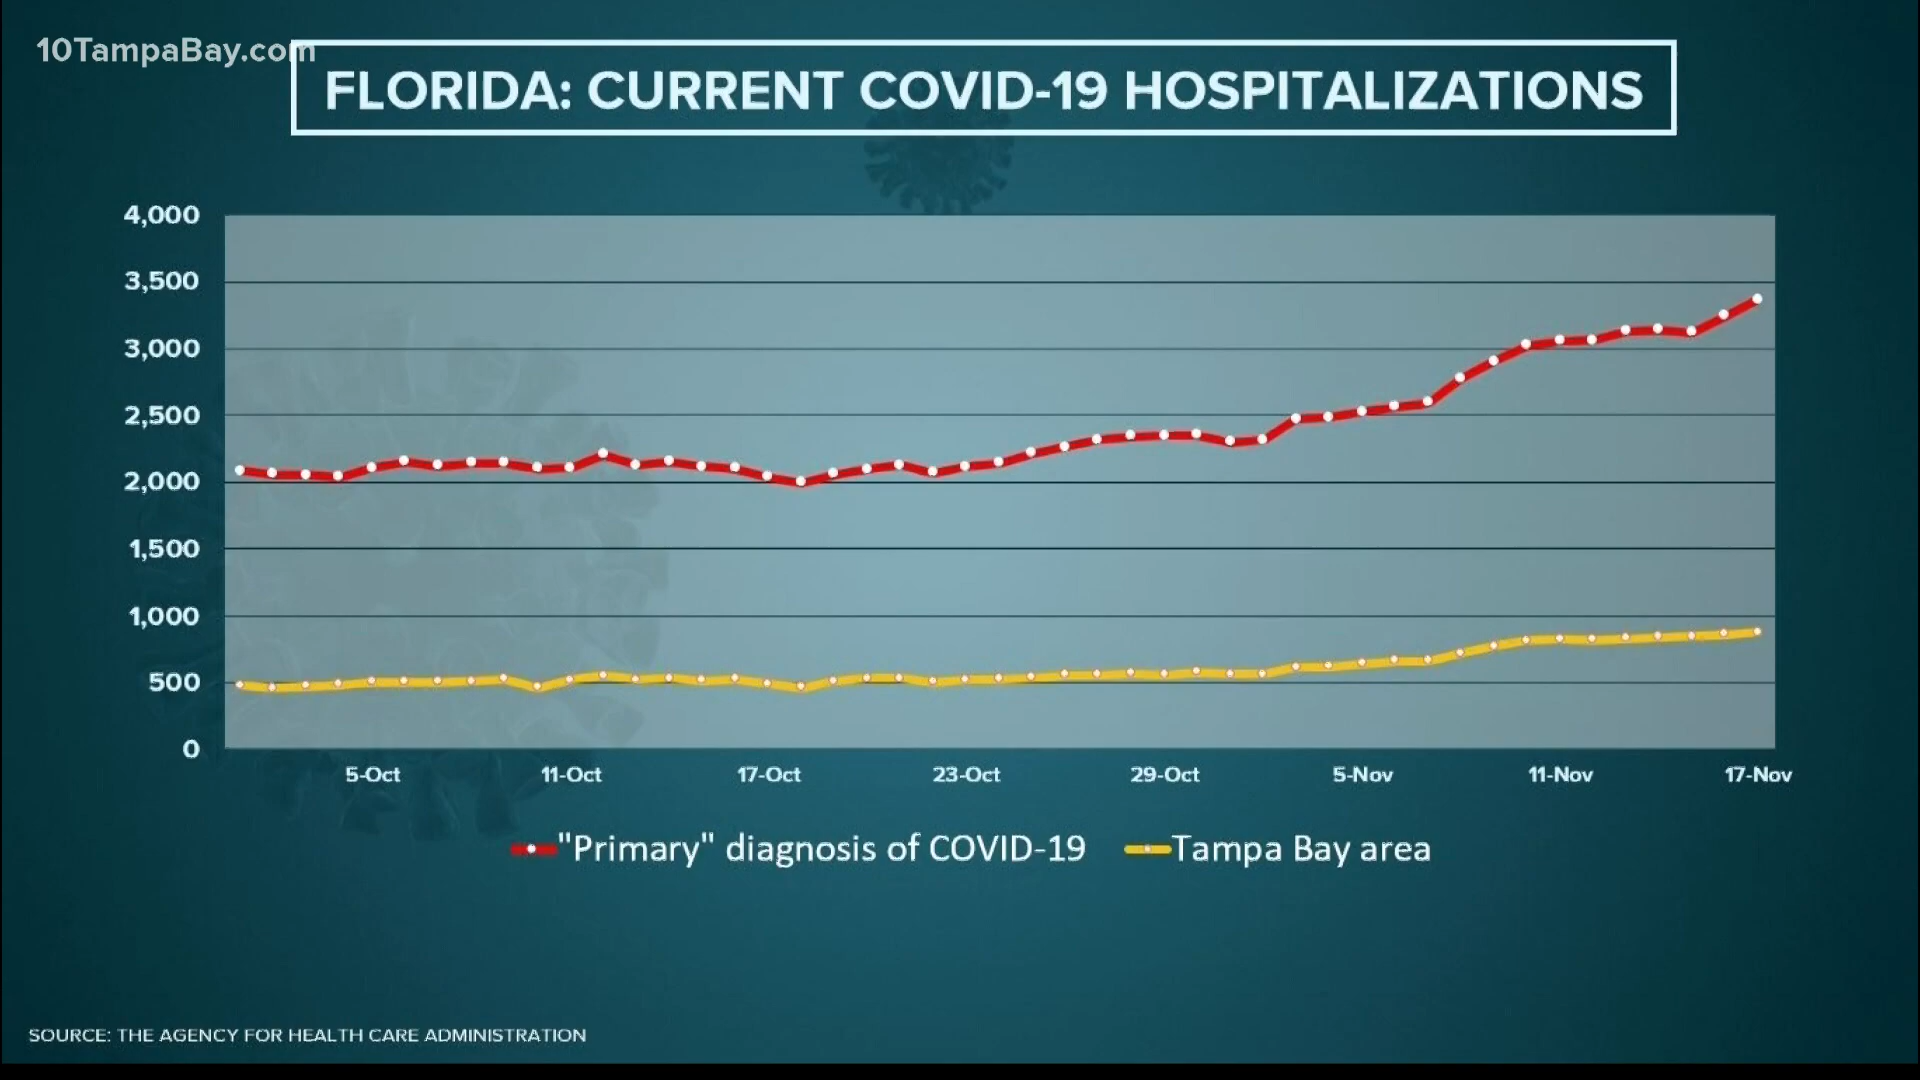 10TampaBay.com
FLORIDA: CURRENT COVID-19 HOSPITALIZATIONS
4,000
3,500
3,000
2,500
2,000
1,500
1,000
500
0
5-Oct 11-Oct 17-Oct 23-Oct 29-Oct 5-Nov 11-Nov 17-Nov
"Primary" diagnosis of COVID-19 Tampa Bay area
SOURCE: THE AGENCY FOR HEALTH CARE ADMINISTRATION